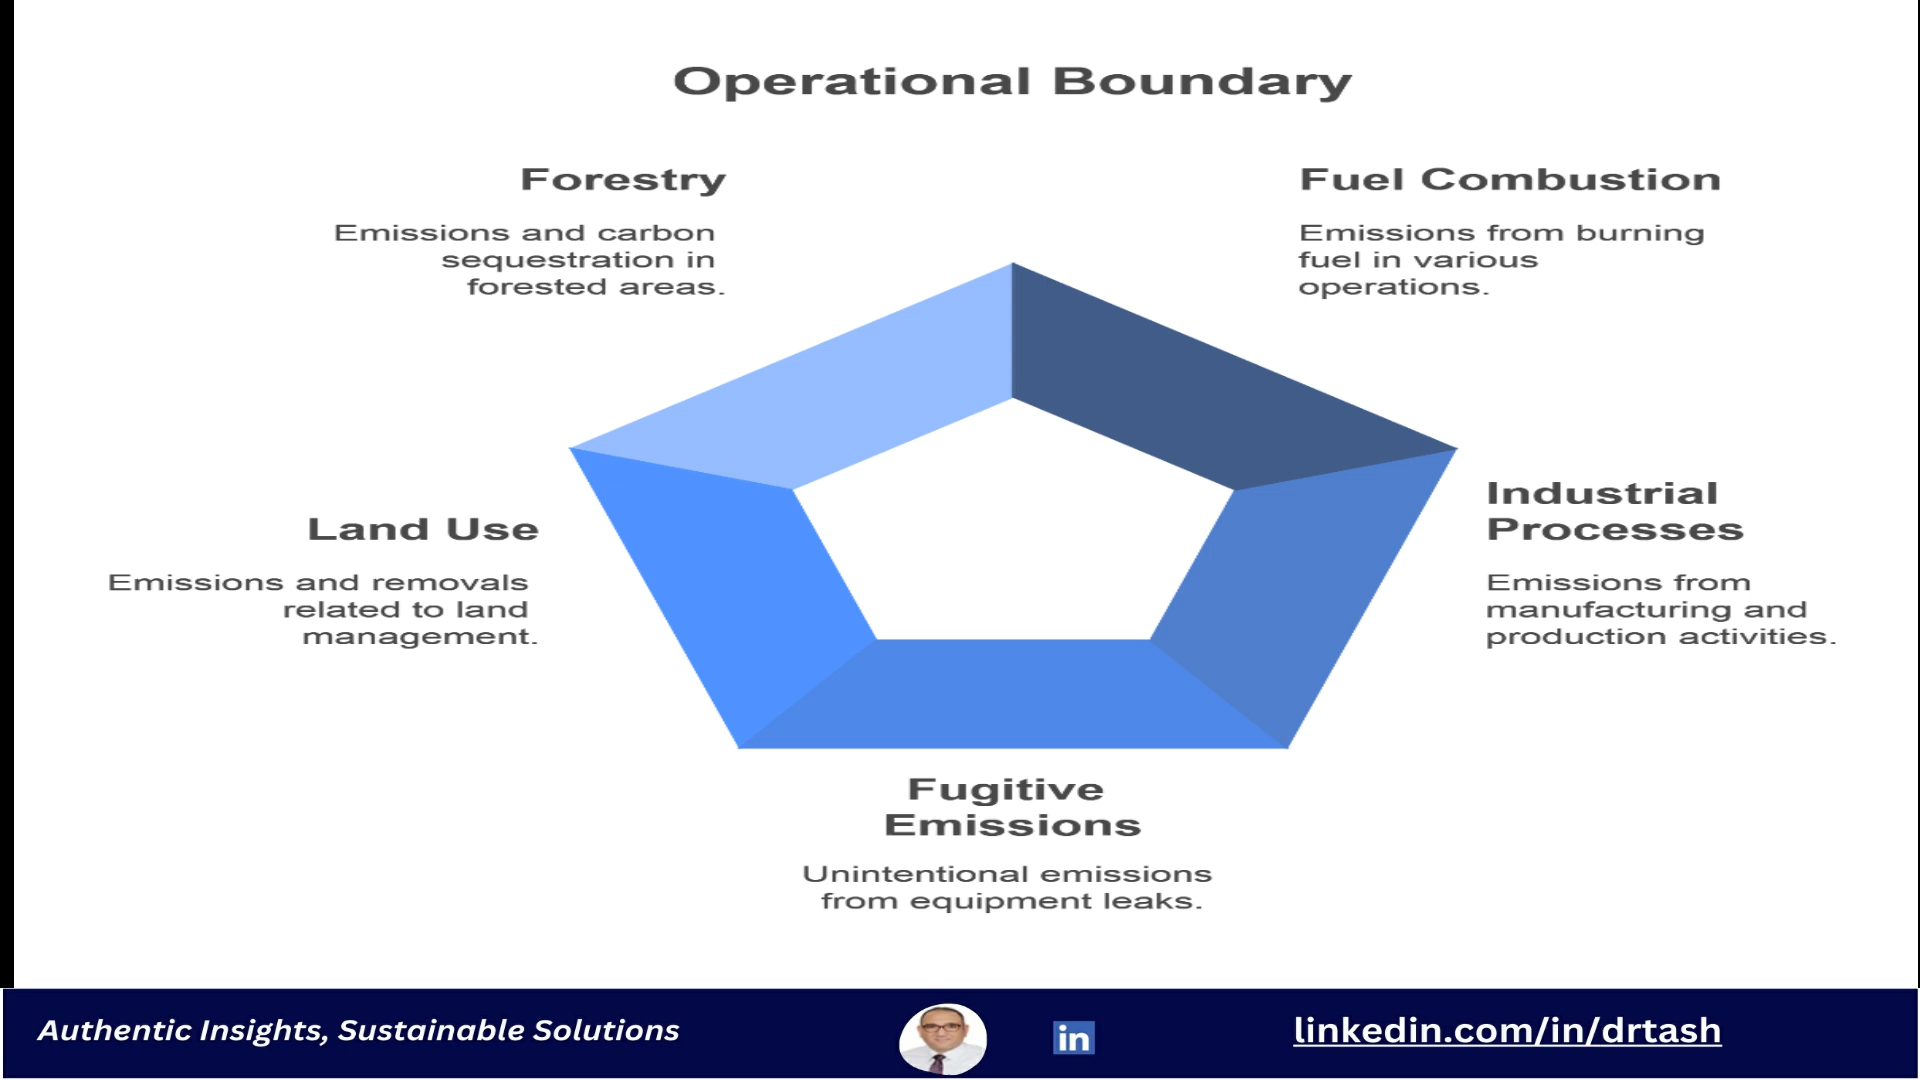 Operational Boundary
Forestry
Emissions and carbon
sequestration in
forested areas.
Fuel Combustion
Emissions from burning
fuel in various
operations.
Land Use
Emissions and removals
related to land
management.
Industrial
Processes
Emissions from
manufacturing and
production activities.
Fugitive
Emissions
Unintentional emissions
from equipment leaks.
Authentic Insights, Sustainable Solutions
in
linkedin.com/in/drtash